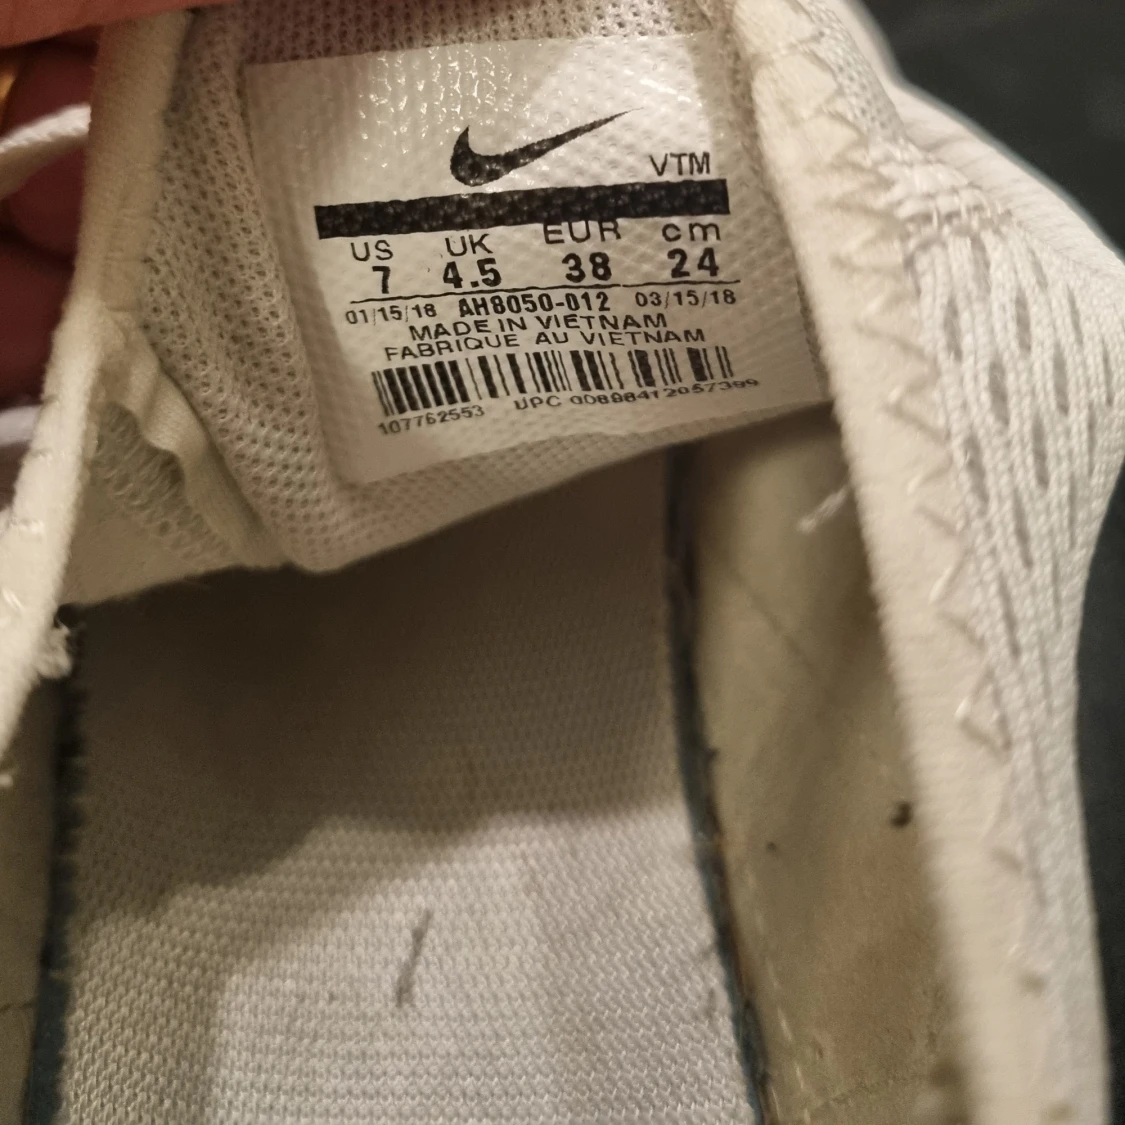 VTM
US UK EUR cm
7 4.5 38 24
01/15/18 AH8050-012 03/15/18
MADE IN VIETNAM
FABRIQUE AU VIETNAM
107762553 UPC